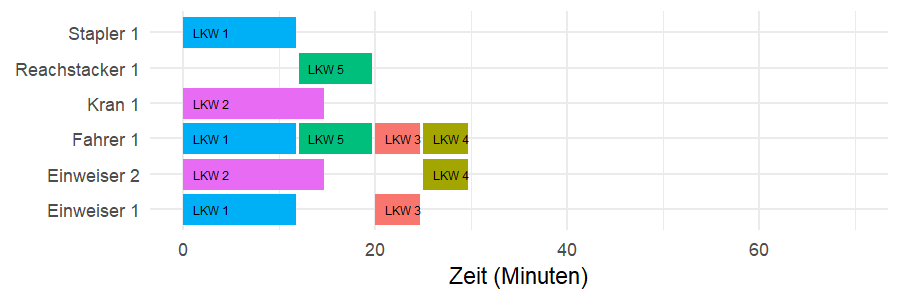 Stapler 1 LKW 1
Reachstacker 1 LKW 5
Kran 1 LKW 2
Fahrer 1 LKW 1 LKW 5 LKW 3 LKW 4
Einweiser 2 LKW 2 LKW 4
Einweiser 1 LKW 1 LKW 3
0 20 40 60
Zeit (Minuten)